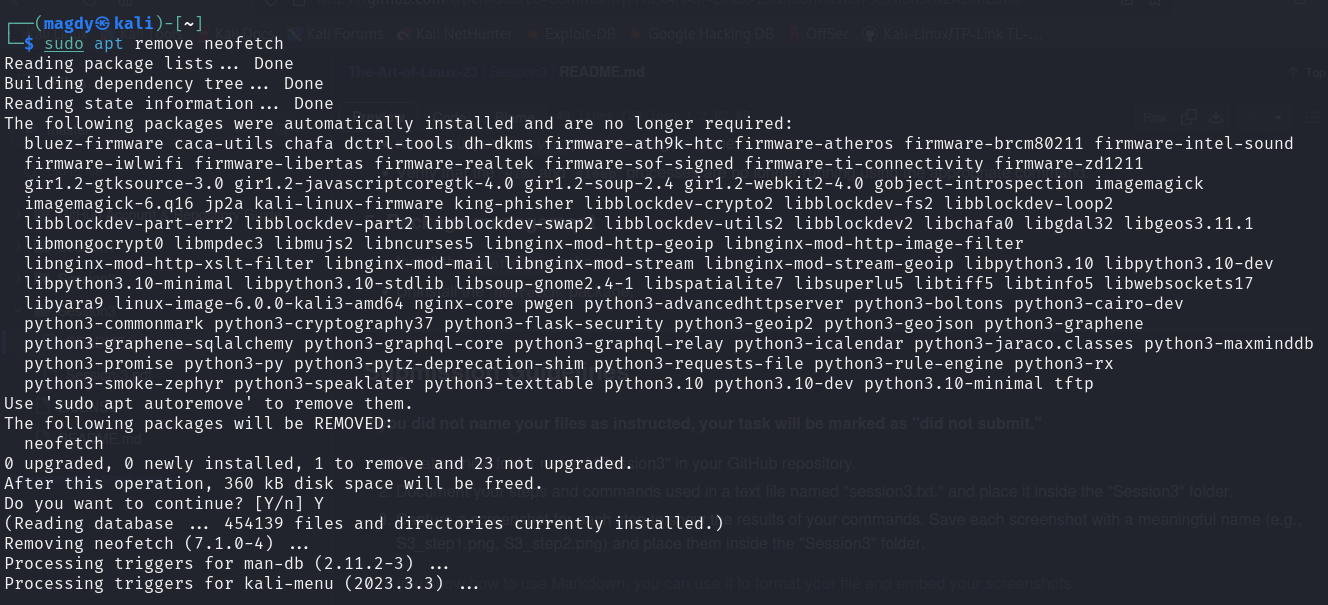 ┌──(magdy㉿kali)-[~]
└─$ sudo apt remove neofetch
Reading package lists... Done
Building dependency tree... Done
Reading state information... Done
The following packages were automatically installed and are no longer required:
  bluez-firmware caca-utils chafa dctrl-tools dh-dkms firmware-ath9k-htc firmware-atheros firmware-brcm80211 firmware-intel-sound
  firmware-iwlwifi firmware-libertas firmware-realtek firmware-sof-signed firmware-ti-connectivity firmware-zd1211
  gir1.2-gtksource-3.0 gir1.2-javascriptcoregtk-4.0 gir1.2-soup-2.4 gir1.2-webkit2-4.0 gobject-introspection imagemagick
  imagemagick-6.q16 jp2a kali-linux-firmware king-phisher libblockdev-crypto2 libblockdev-fs2 libblockdev-loop2
  libblockdev-part-err2 libblockdev-part2 libblockdev-swap2 libblockdev-utils2 libblockdev2 libchafa0 libgdal32 libgeos3.11.1
  libmongocrypt0 libmpdec3 libmujs2 libncurses5 libnginx-mod-http-geoip libnginx-mod-http-image-filter
  libnginx-mod-http-xslt-filter libnginx-mod-mail libnginx-mod-stream libnginx-mod-stream-geoip libpython3.10 libpython3.10-dev
  libpython3.10-minimal libpython3.10-stdlib libsoup-gnome2.4-1 libspatialite7 libsuperlu5 libtiff5 libtinfo5 libwebsockets17
  libyara9 linux-image-6.0.0-kali3-amd64 nginx-core pwgen python3-advancedhttpserver python3-boltons python3-cairo-dev
  python3-commonmark python3-cryptography37 python3-flask-security python3-geoip2 python3-geojson python3-graphene
  python3-graphene-sqlalchemy python3-graphql-core python3-graphql-relay python3-icalendar python3-jaraco.classes python3-maxminddb
  python3-promise python3-py python3-pytz-deprecation-shim python3-requests-file python3-rule-engine python3-rx
  python3-smoke-zephyr python3-speaklater python3-texttable python3.10 python3.10-dev python3.10-minimal tftp
Use 'sudo apt autoremove' to remove them.
The following packages will be REMOVED:
  neofetch
0 upgraded, 0 newly installed, 1 to remove and 23 not upgraded.
After this operation, 360 kB disk space will be freed.
Do you want to continue? [Y/n] Y
(Reading database ... 454139 files and directories currently installed.)
Removing neofetch (7.1.0-4) ...
Processing triggers for man-db (2.11.2-3) ...
Processing triggers for kali-menu (2023.3.3) ...